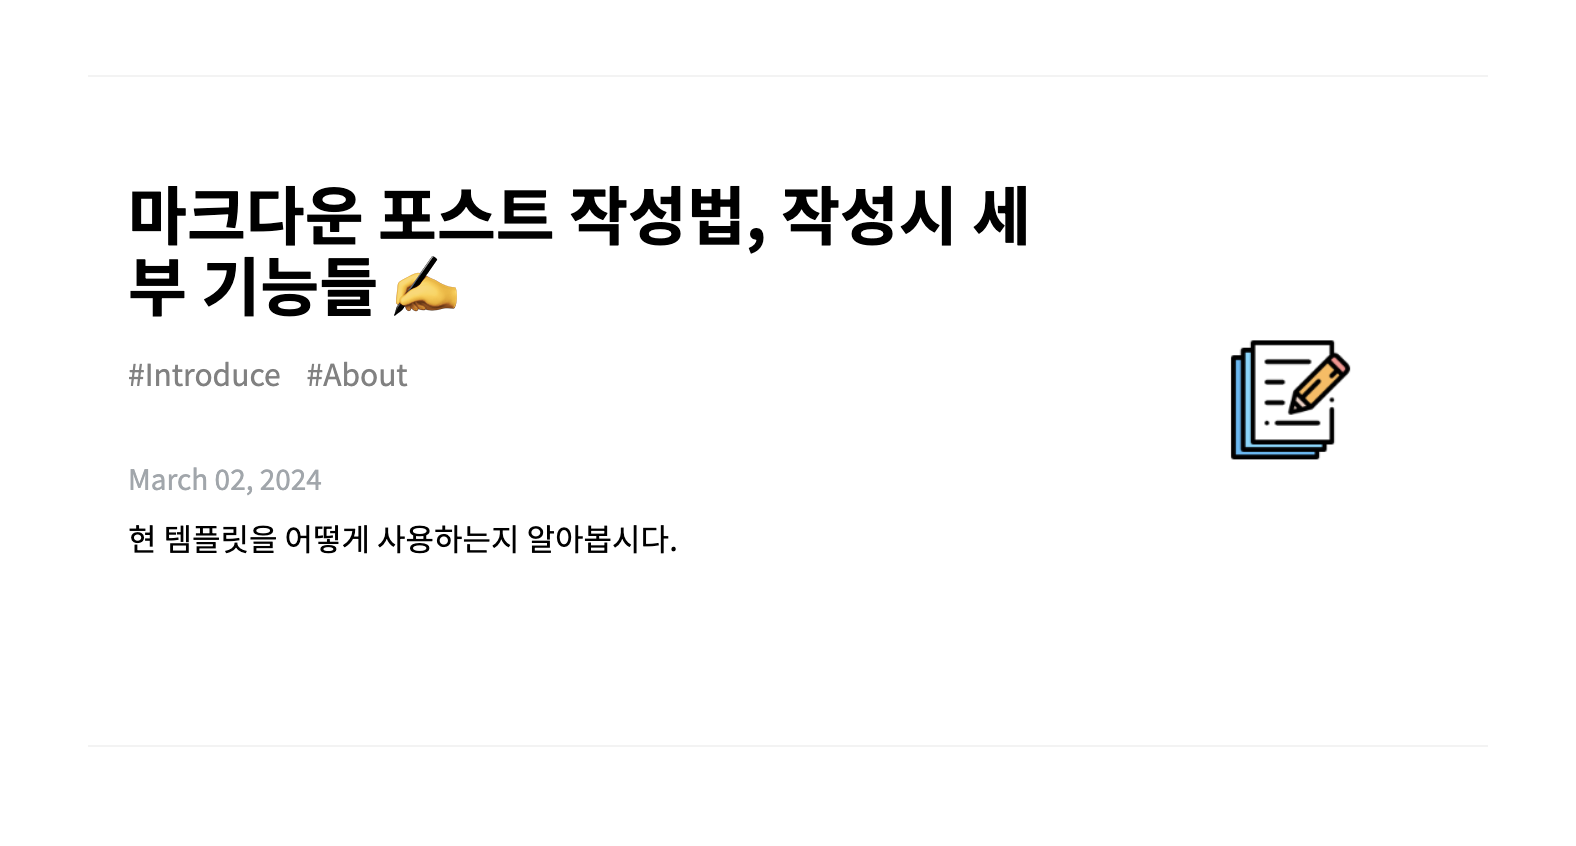 마크다운 포스트 작성법, 작성시 세
부 기능들 ✍️
#Introduce #About
March 02, 2024
현 템플릿을 어떻게 사용하는지 알아봅시다.